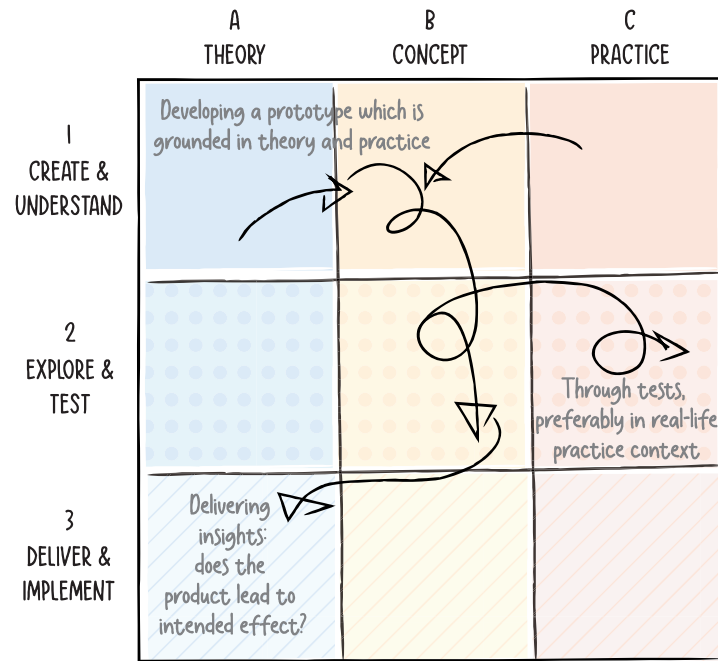 A
THEORY
B
CONCEPT
C
PRACTICE
1
CREATE &
UNDERSTAND
Developing a prototype which is
grounded in theory and practice
2
EXPLORE &
TEST
Through tests,
preferably in real-life
practice context
3
DELIVER &
IMPLEMENT
Delivering
insights:
does the
product lead to
intended effect?